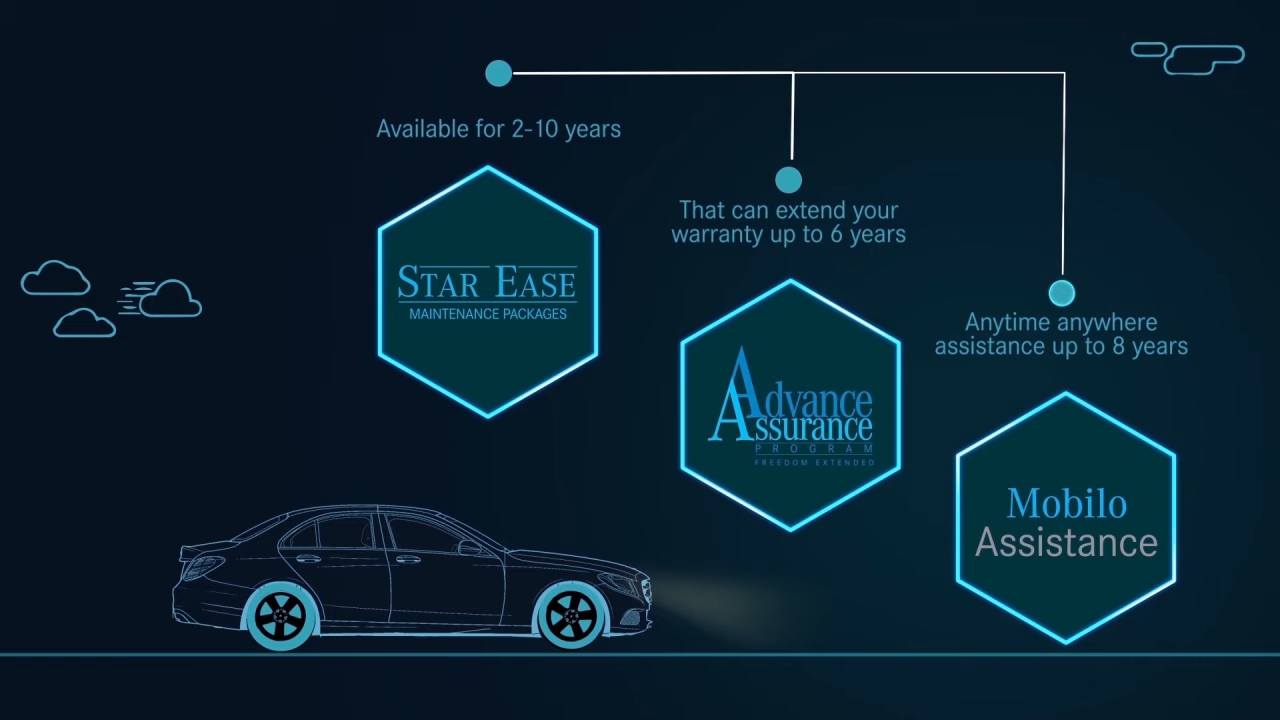 Available for 2-10 years
STAR EASE
MAINTENANCE PACKAGES
That can extend your
warranty up to 6 years
Advance
Assurance
PROGRAM
FREEDOM EXTENDED
Anytime anywhere
assistance up to 8 years
Mobilo
Assistance